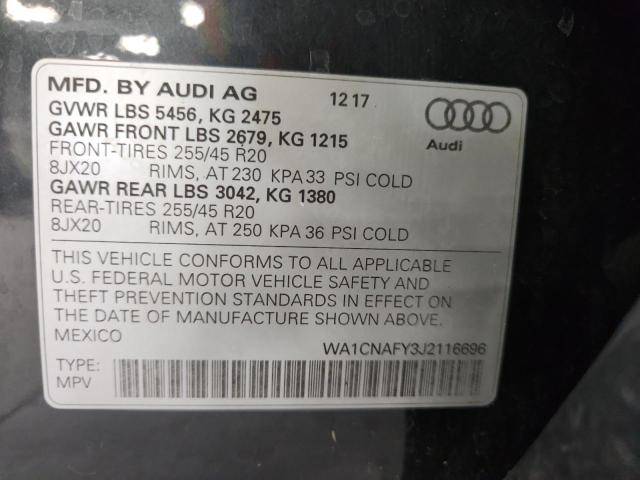 MFD. BY AUDI AG 12 17
GVWR LBS 5456, KG 2475
GAWR FRONT LBS 2679, KG 1215
FRONT-TIRES 255/45 R20
8JX20 RIMS, AT 230 KPA 33 PSI COLD
GAWR REAR LBS 3042, KG 1380
REAR-TIRES 255/45 R20
8JX20 RIMS, AT 250 KPA 36 PSI COLD
Audi
THIS VEHICLE CONFORMS TO ALL APPLICABLE
U.S. FEDERAL MOTOR VEHICLE SAFETY AND
THEFT PREVENTION STANDARDS IN EFFECT ON
THE DATE OF MANUFACTURE SHOWN ABOVE.
MEXICO
WA1CNAFY3J2116696
TYPE:
MPV